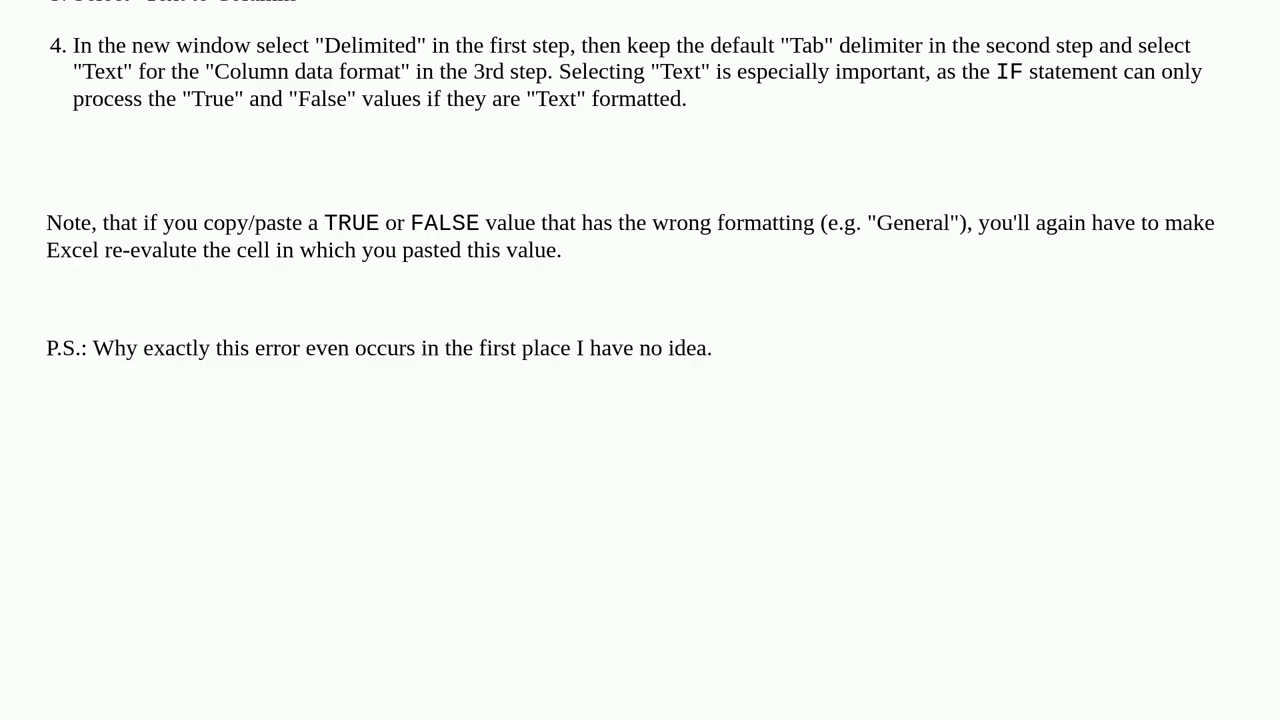 4. In the new window select "Delimited" in the first step, then keep the default "Tab" delimiter in the second step and select
"Text" for the "Column data format" in the 3rd step. Selecting "Text" is especially important, as the IF statement can only
process the "True" and "False" values if they are "Text" formatted.
Note, that if you copy/paste a TRUE or FALSE value that has the wrong formatting (e.g. "General"), you'll again have to make
Excel re-evalute the cell in which you pasted this value.
P.S.: Why exactly this error even occurs in the first place I have no idea.